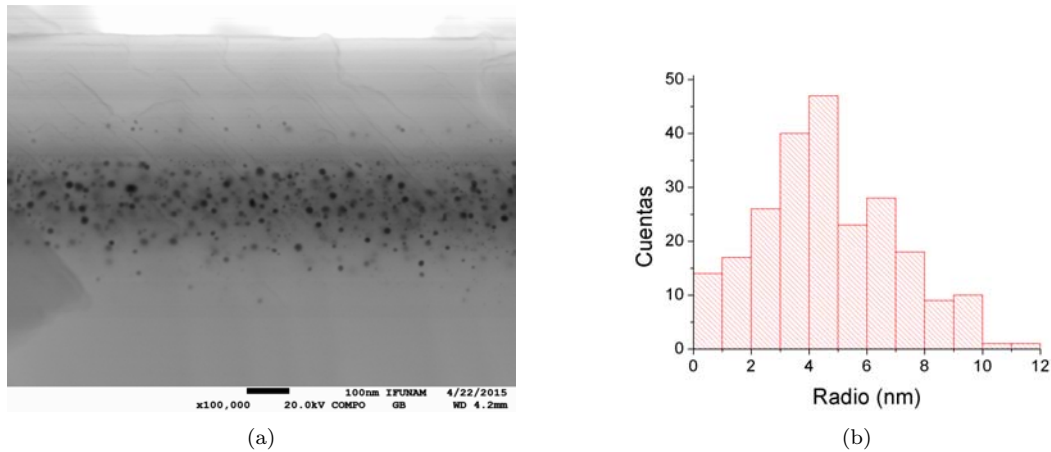 100nm IFUNAM 4/22/2015
x100,000 20.0kV COMPO GB WD 4.2mm
(a)
50
40
30
20
10
0
Cuentas
0 2 4 6 8 10 12
Radio (nm)
(b)